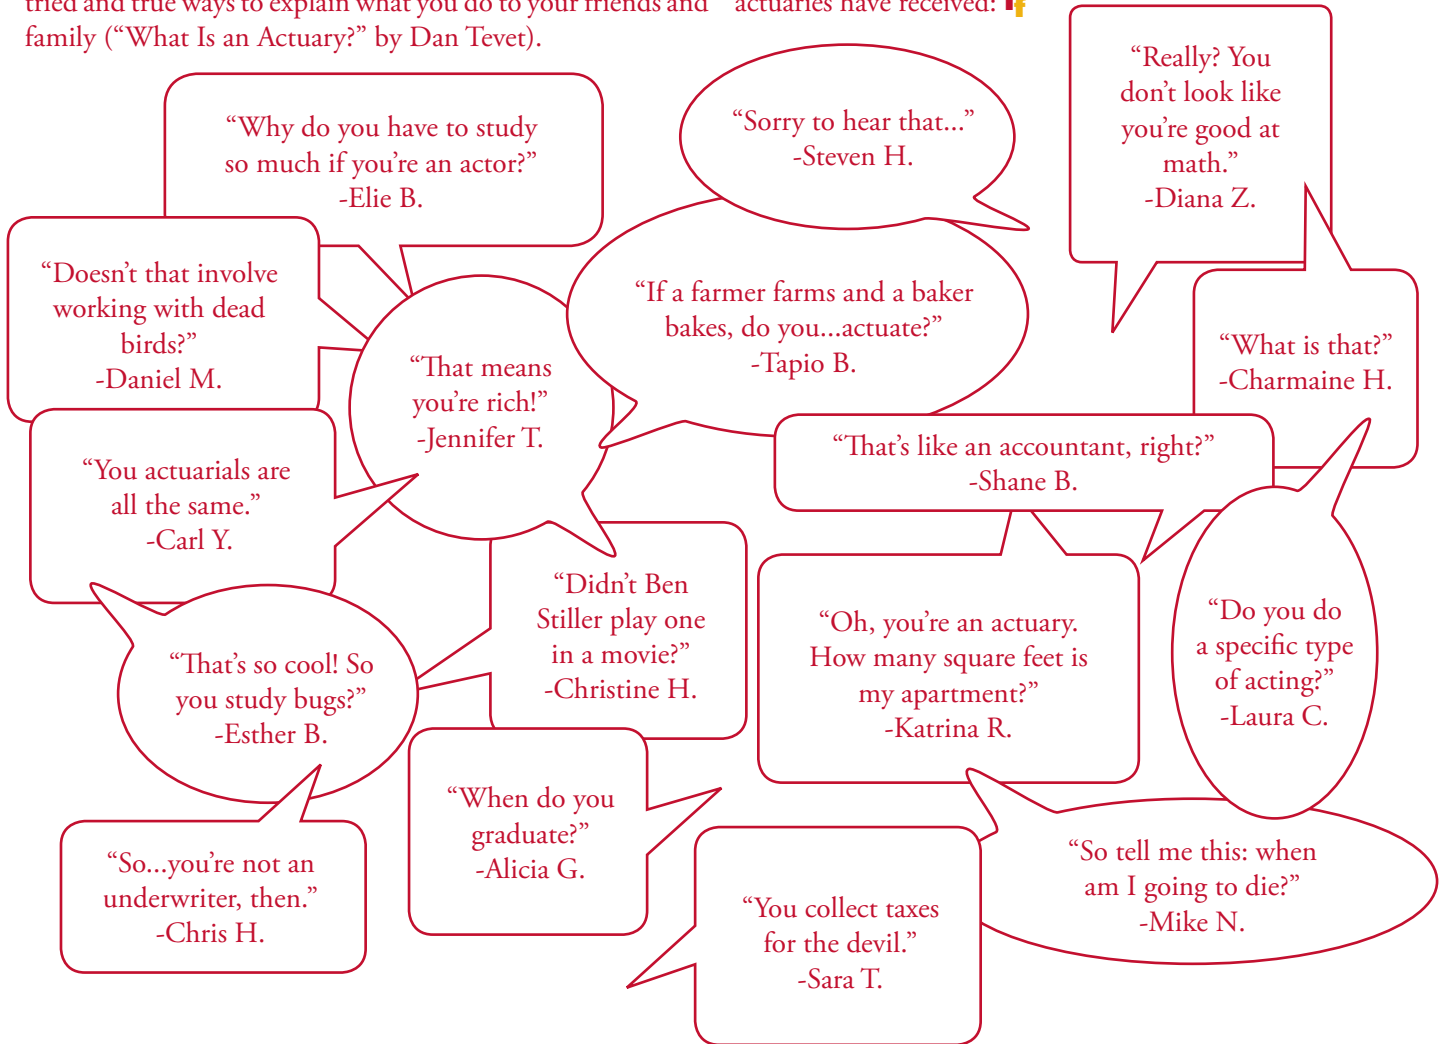 tried and true ways to explain what you do to your friends and
family (“What Is an Actuary?” by Dan Tevet).
actuaries have received:
“Really? You
don’t look like
you’re good at
math.”
-Diana Z.
“Why do you have to study
so much if you’re an actor?”
-Elie B.
“Sorry to hear that...”
-Steven H.
“Doesn’t that involve
working with dead
birds?”
-Daniel M.
“If a farmer farms and a baker
bakes, do you...actuate?”
-Tapio B.
“What is that?”
-Charmaine H.
“That means
you’re rich!”
-Jennifer T.
“That’s like an accountant, right?”
-Shane B.
“You actuarials are
all the same.”
-Carl Y.
“Didn’t Ben
Stiller play one
in a movie?”
-Christine H.
“Oh, you’re an actuary.
How many square feet is
my apartment?”
-Katrina R.
“Do you do
a specific type
of acting?”
-Laura C.
“That’s so cool! So
you study bugs?”
-Esther B.
“When do you
graduate?”
-Alicia G.
“So...you’re not an
underwriter, then.”
-Chris H.
“So tell me this: when
am I going to die?”
-Mike N.
“You collect taxes
for the devil.”
-Sara T.